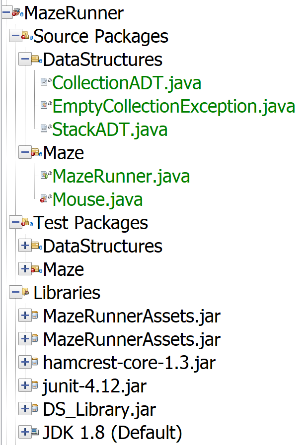 MazeRunner
Source Packages
DataStructures
CollectionADT.java
EmptyCollectionException.java
StackADT.java
Maze
MazeRunner.java
Mouse.java
Test Packages
DataStructures
Maze
Libraries
MazeRunnerAssets.jar
MazeRunnerAssets.jar
hamcrest-core-1.3.jar
junit-4.12.jar
DS_Library.jar
JDK 1.8 (Default)